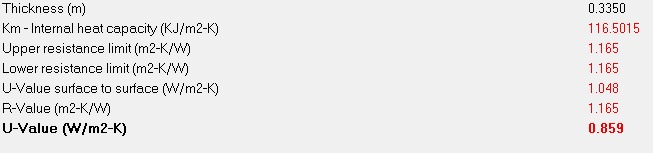 Thickness (m) 0.3350
Km - Internal heat capacity (KJ/m2-K) 116.5015
Upper resistance limit (m2-K/W) 1.165
Lower resistance limit (m2-K/W) 1.165
U-Value surface to surface (W/m2-K) 1.048
R-Value (m2-K/W) 1.165
U-Value (W/m2-K) 0.859